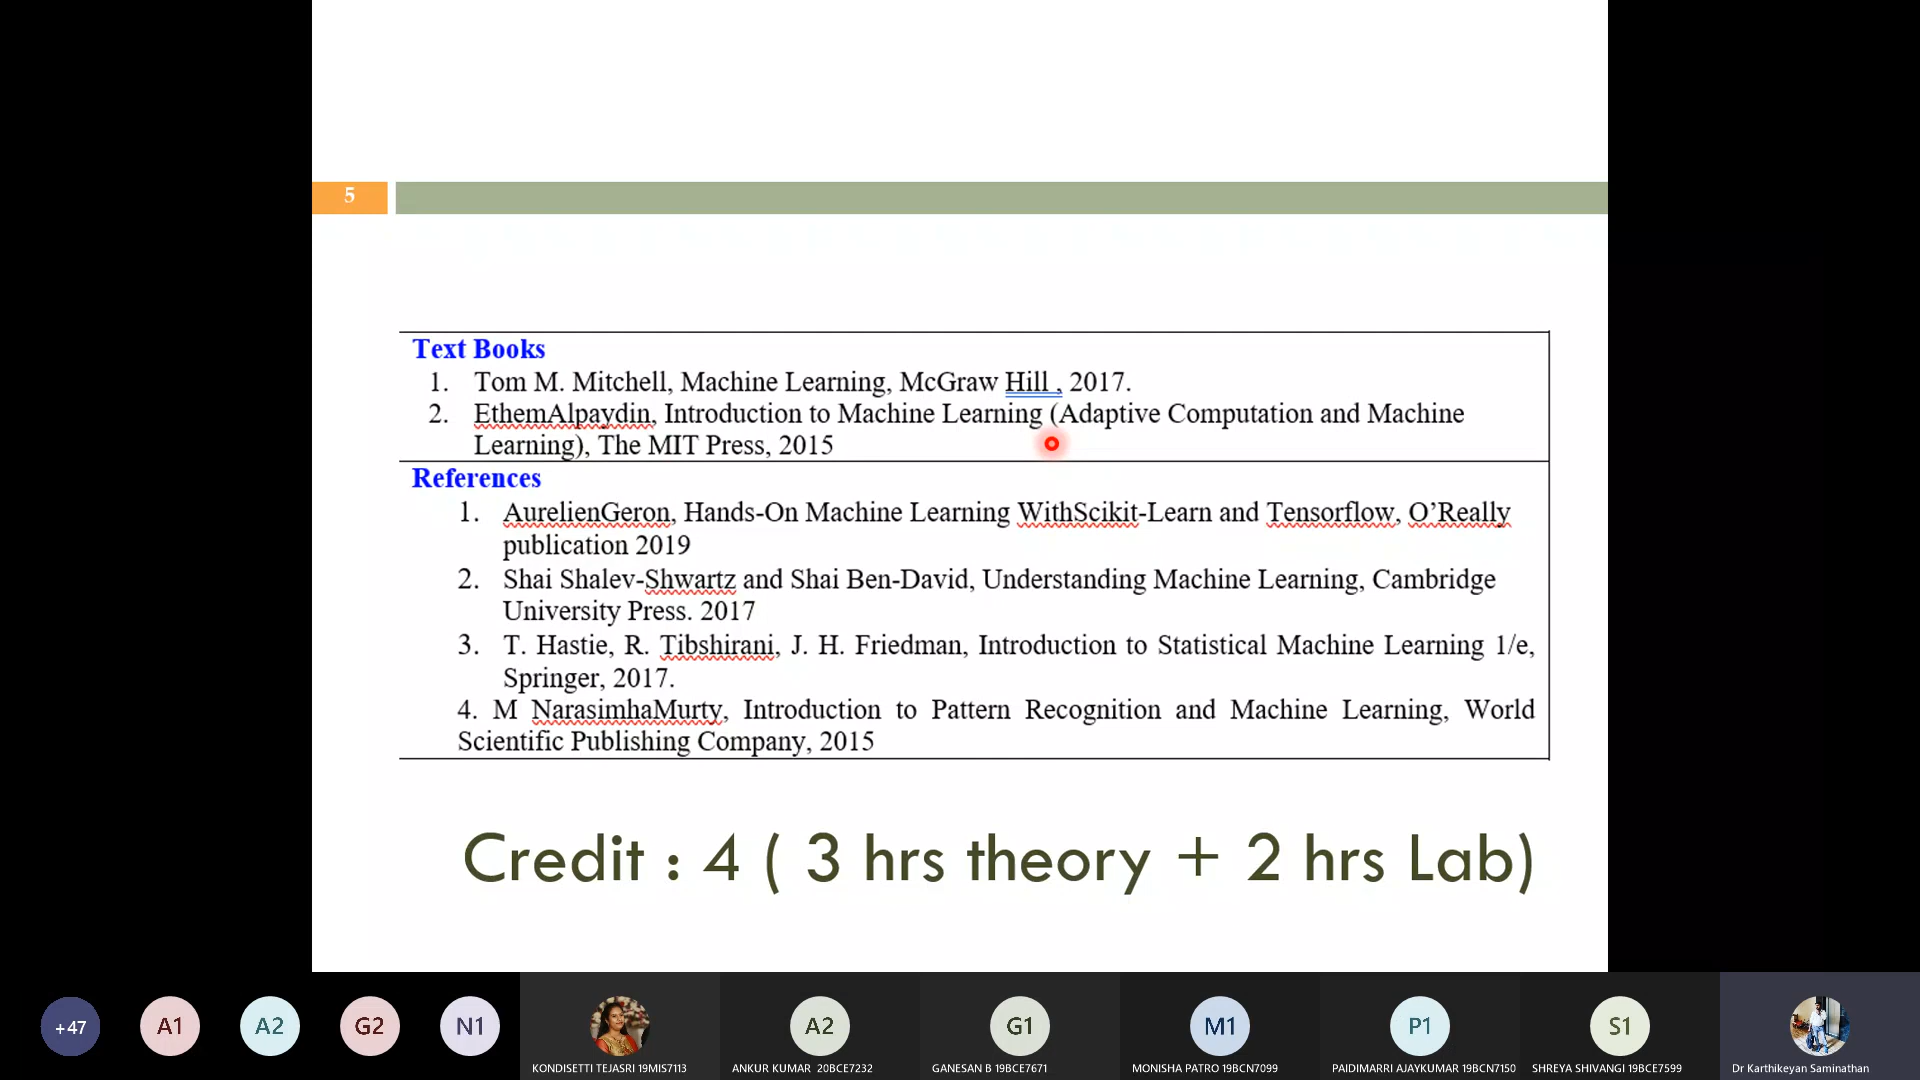 5
Text Books
1. Tom M. Mitchell, Machine Learning, McGraw Hill , 2017.
2. EthemAlpaydin, Introduction to Machine Learning (Adaptive Computation and Machine
Learning), The MIT Press, 2015
References
1. AurelienGeron, Hands-On Machine Learning WithScikit-Learn and Tensorflow, O’Really
publication 2019
2. Shai Shalev-Shwartz and Shai Ben-David, Understanding Machine Learning, Cambridge
University Press. 2017
3. T. Hastie, R. Tibshirani, J. H. Friedman, Introduction to Statistical Machine Learning 1/e,
Springer, 2017.
4. M NarasimhaMurty, Introduction to Pattern Recognition and Machine Learning, World
Scientific Publishing Company, 2015
Credit : 4 ( 3 hrs theory + 2 hrs Lab)
+47 A1 A2 G2 N1 A2 G1 M1 P1 S1
KONDISETTI TEJASRI 19MIS7113 ANKUR KUMAR 20BCE7232 GANESAN B 19BCE7671 MONISHA PATRO 19BCN7099 PAIDIMARRI AJAYKUMAR 19BCN7150 SHREYA SHIVANGI 19BCE7599 Dr Karthikeyan Saminathan